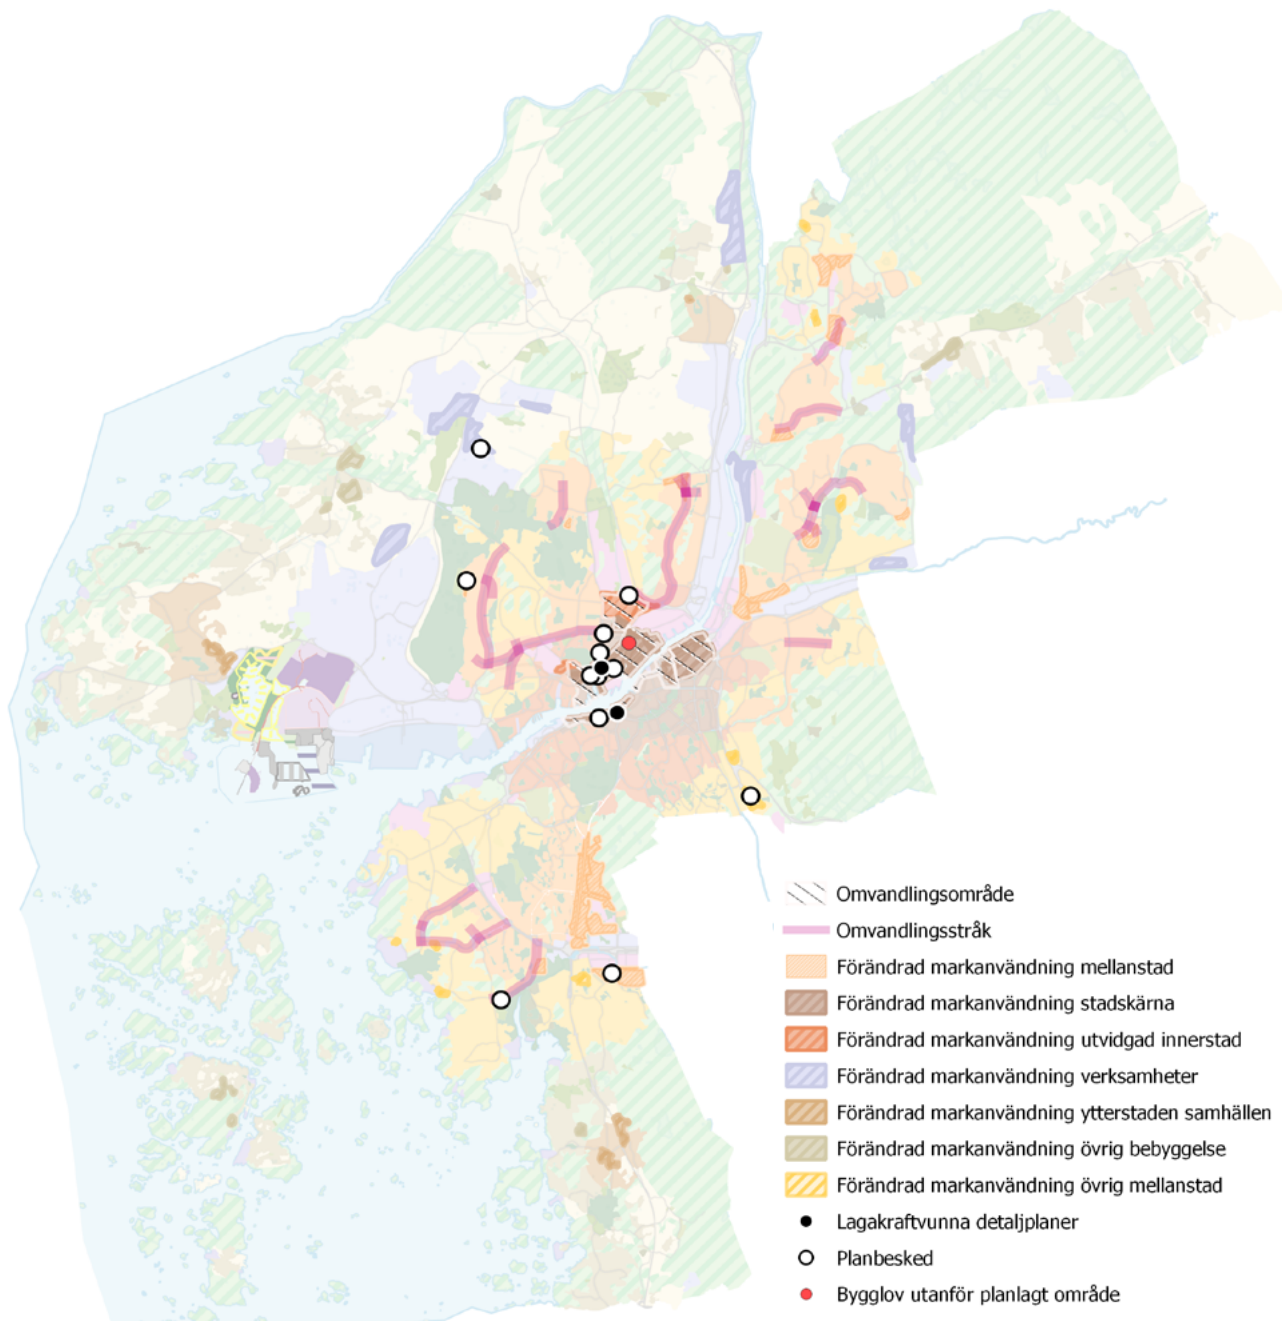 Omvandlingsområde
Omvandlingsstråk
Förändrad markanvändning mellanstad
Förändrad markanvändning stadskärna
Förändrad markanvändning utvidgad innerstad
Förändrad markanvändning verksamheter
Förändrad markanvändning ytterstaden samhällen
Förändrad markanvändning övrig bebyggelse
Förändrad markanvändning övrig mellanstad
Lagakraftvunna detaljplaner
Planbesked
Bygglov utanför planlagt område